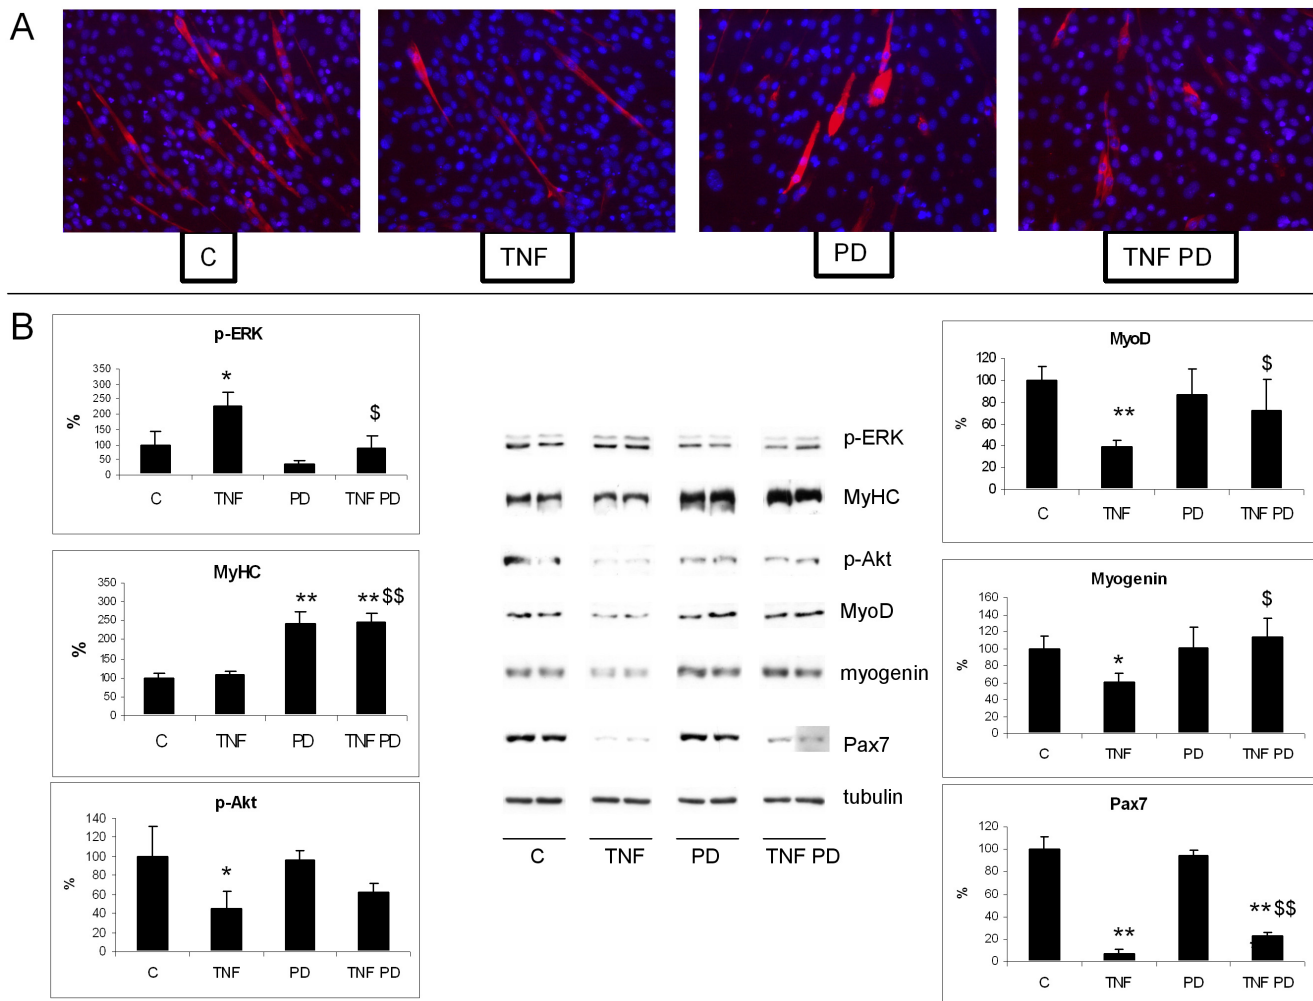 A
C
TNF
PD
TNF PD
B
p-ERK
*
$
%
350
300
250
200
150
100
50
0
C TNF PD TNF PD
MyHC
** **$$
%
350
300
250
200
150
100
50
0
C TNF PD TNF PD
p-Akt
*
%
140
120
100
80
60
40
20
0
C TNF PD TNF PD
p-ERK
MyHC
p-Akt
MyoD
myogenin
Pax7
tubulin
C TNF PD TNF PD
MyoD
**
$
%
120
100
80
60
40
20
0
C TNF PD TNF PD
Myogenin
*
$
%
160
140
120
100
80
60
40
20
0
C TNF PD TNF PD
Pax7
**
**$$
%
120
100
80
60
40
20
0
C TNF PD TNF PD